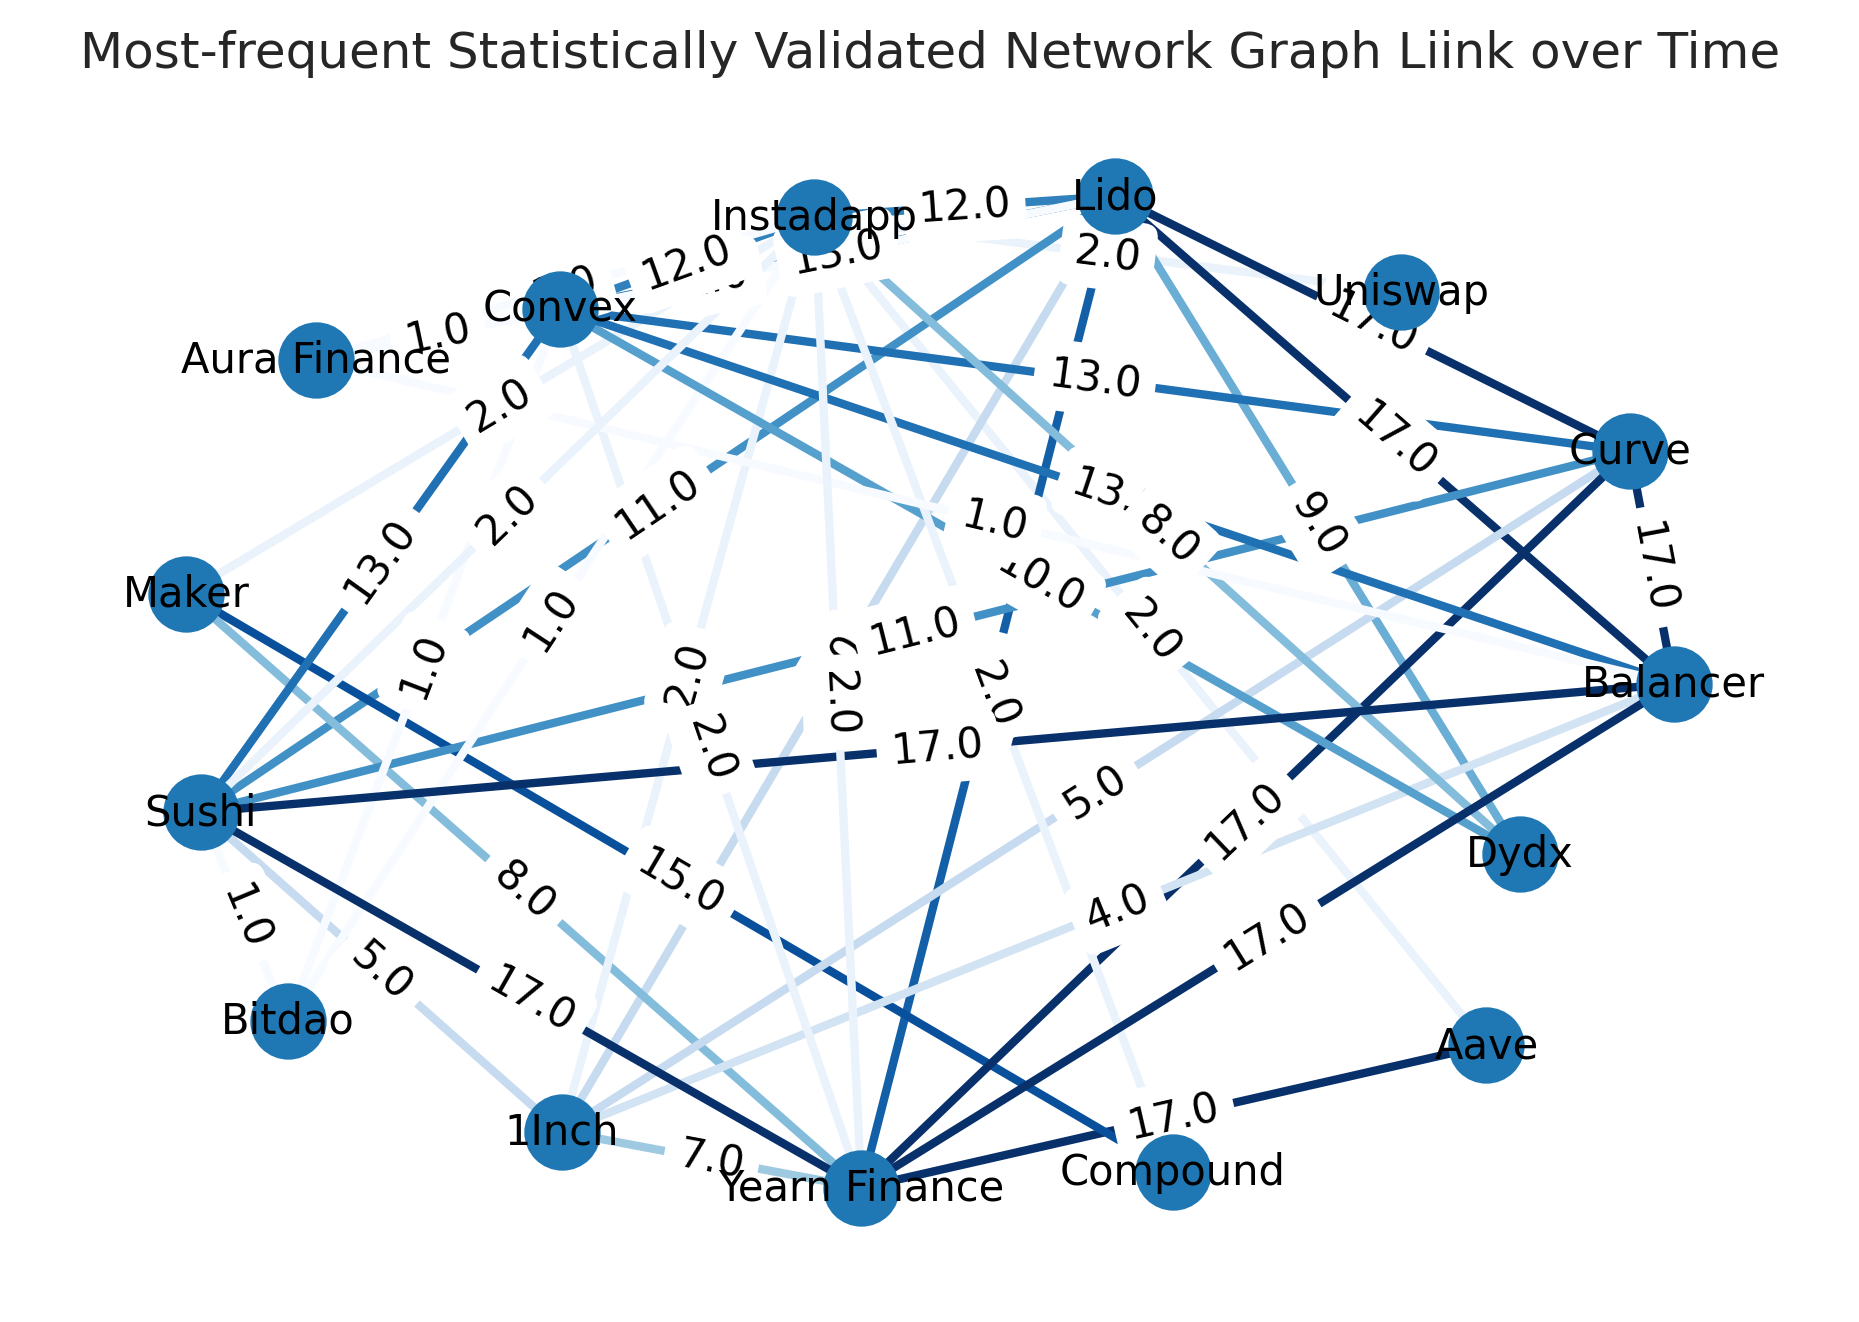 Most-frequent Statistically Validated Network Graph Liink over Time
Lido
12.0
Instadapp
13.0
2.0
12.0
Uniswap
Convex
17.0
1.0
Aura Finance
13.0
2.0
17.0
Curve
11.0
2.0
1.0
8.0
9.0
13.0
17.0
10.0
Maker
1.0
11.0
2.0
1.0
2.0
2.0
2.0
Balancer
2.0
17.0
5.0
Sushi
17.0
Dydx
15.0
8.0
4.0
1.0
17.0
5.0
17.0
Bitdao
Aave
17.0
1Inch
7.0
Compound
Yearn Finance